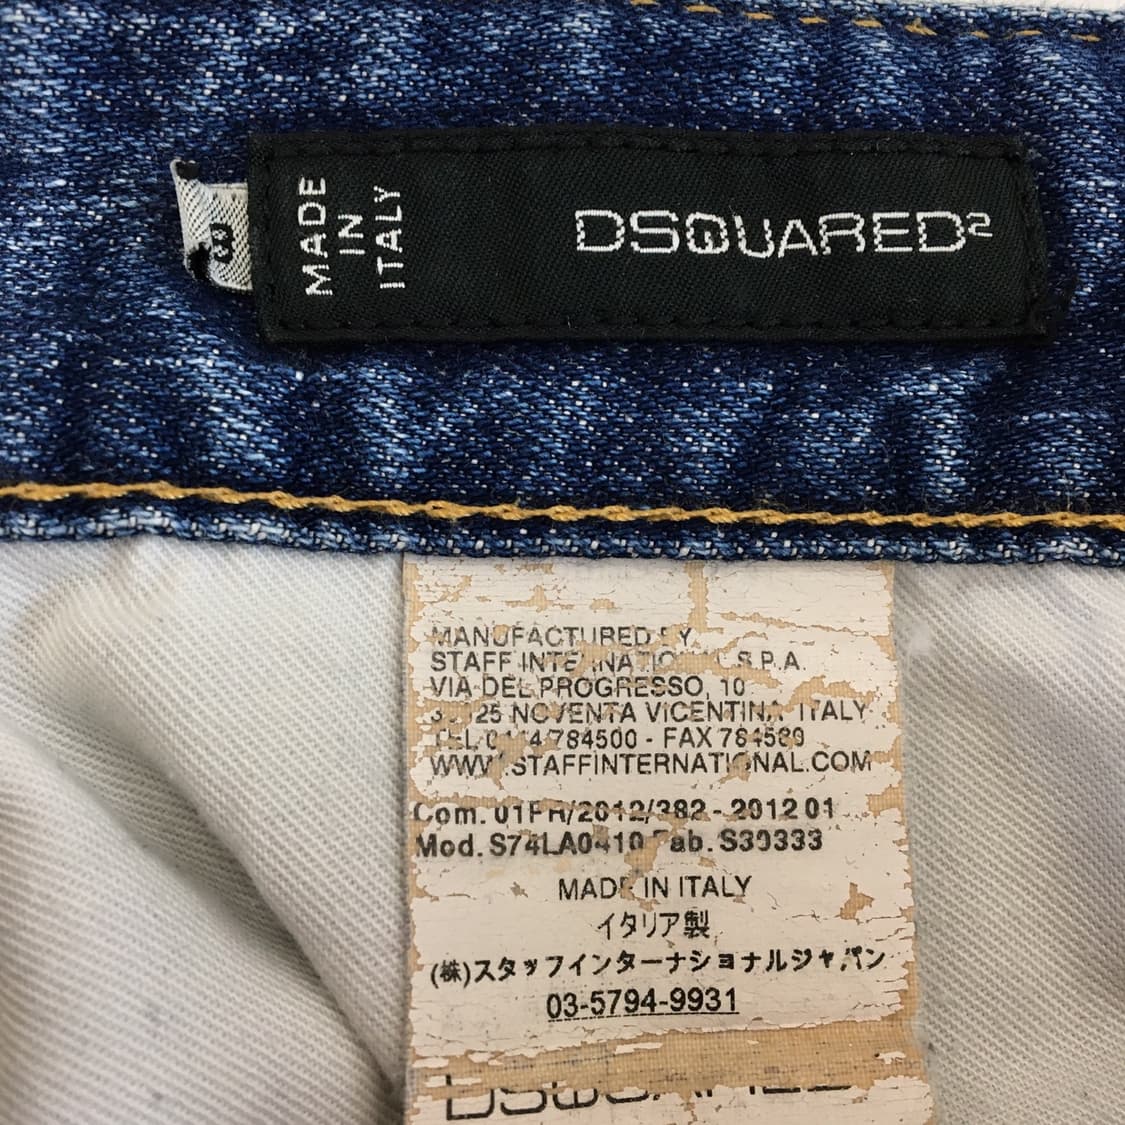 MADE
IN
ITALY
DSQUARED²
MANUFACTURED BY
STAFF INTERNATIONAL S.P.A.
VIA DEL PROGRESSO, 10
NOVENTA VICENTINA ITALY
784500 - FAX 784589
WWW.STAFFINTERNATIONAL.COM
Com. 01FR/2012/382 - 2012 01
Mod. S74LA0410 Fab. S30333
MADE IN ITALY
イタリア製
(株)スタッフインターナショナルジャパン
03-5794-9931